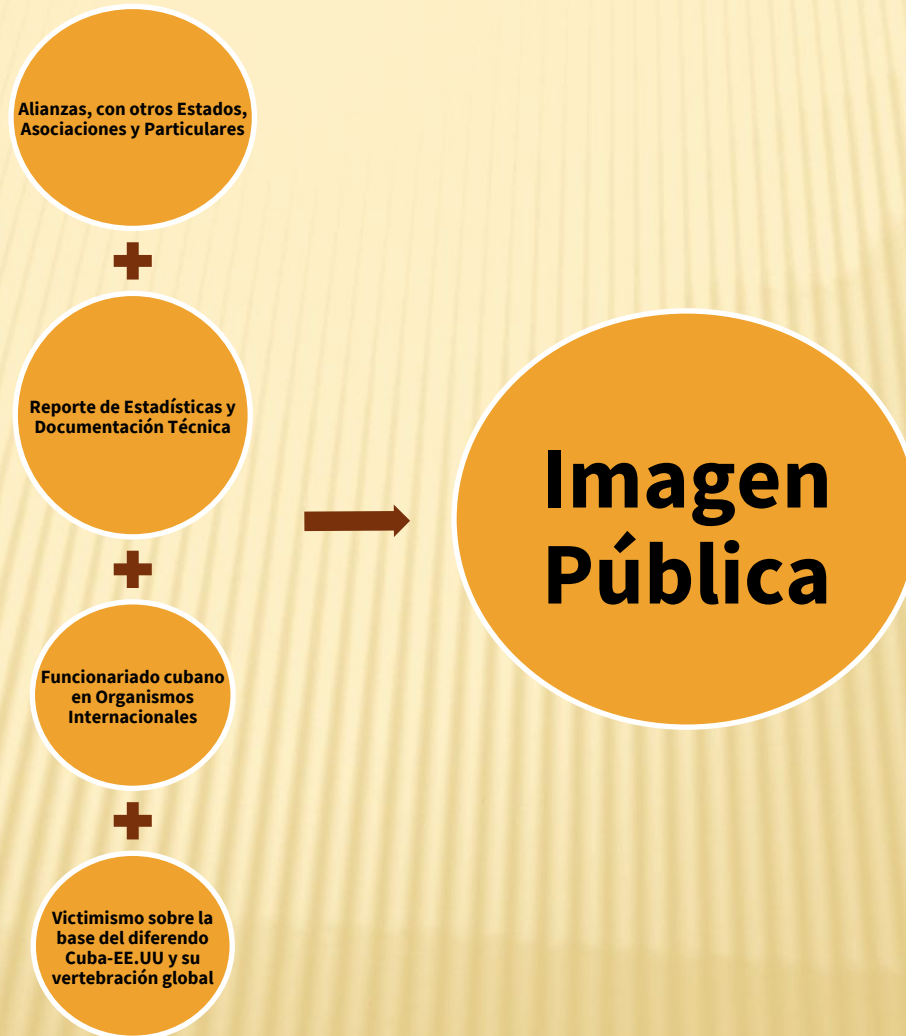 Alianzas, con otros Estados,
Asociaciones y Particulares
Reporte de Estadísticas y
Documentación Técnica
Funcionariado cubano
en Organismos
Internacionales
Victimismo sobre la
base del diferendo
Cuba-EE.UU y su
vertebración global
Imagen
Pública